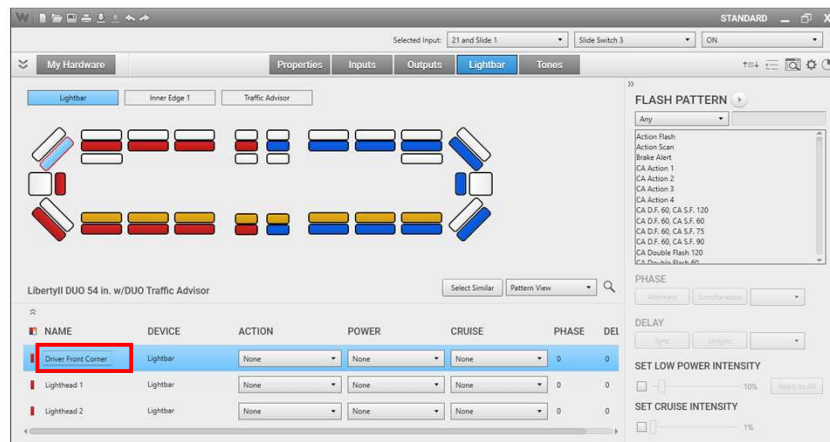 W STANDARD X
Selected Input: 21 and Slide 1 Slide Switch 3 ON
My Hardware Properties Inputs Outputs Lightbar Tones
Lightbar Inner Edge 1 Traffic Advisor
FLASH PATTERN
Any
Action Flash
Action Scan
Brake Alert
CA Action 1
CA Action 2
CA Action 3
CA Action 4
CA D.F. 60, CA S.F. 120
CA D.F. 60, CA S.F. 60
CA D.F. 60, CA S.F. 75
CA D.F. 60, CA S.F. 90
CA Double Flash 120
CA Double Flash 60
LibertyII DUO 54 in. w/DUO Traffic Advisor Select Similar Pattern View
PHASE
Alternate Simultaneous
NAME DEVICE ACTION POWER CRUISE PHASE DEL
DELAY
Sync Unsync
Driver Front Corner Lightbar None None None 0 0
SET LOW POWER INTENSITY
10% Apply to All
Lighthead 1 Lightbar None None None 0 0
SET CRUISE INTENSITY
Lighthead 2 Lightbar None None None 0 0
1%